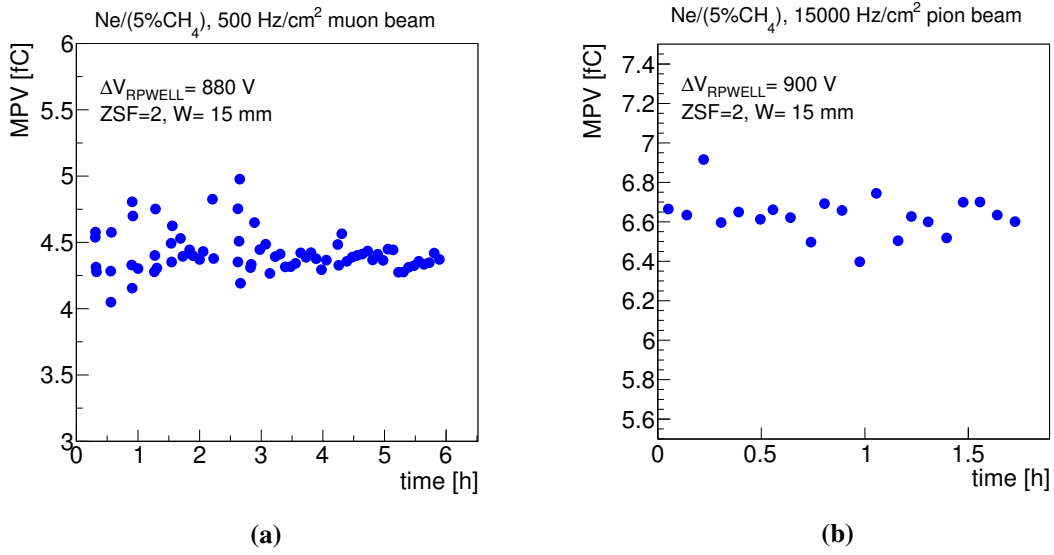 Ne/(5%CH4), 500 Hz/cm2 muon beam
MPV [fC]
6
5.5
5
4.5
4
3.5
3
ΔVRPWELL= 880 V
ZSF=2, W= 15 mm
0 1 2 3 4 5 6
time [h]
(a)
Ne/(5%CH4), 15000 Hz/cm2 pion beam
MPV [fC]
7.4
7.2
7
6.8
6.6
6.4
6.2
6
5.8
5.6
ΔVRPWELL= 900 V
ZSF=2, W= 15 mm
0 0.5 1 1.5
time [h]
(b)